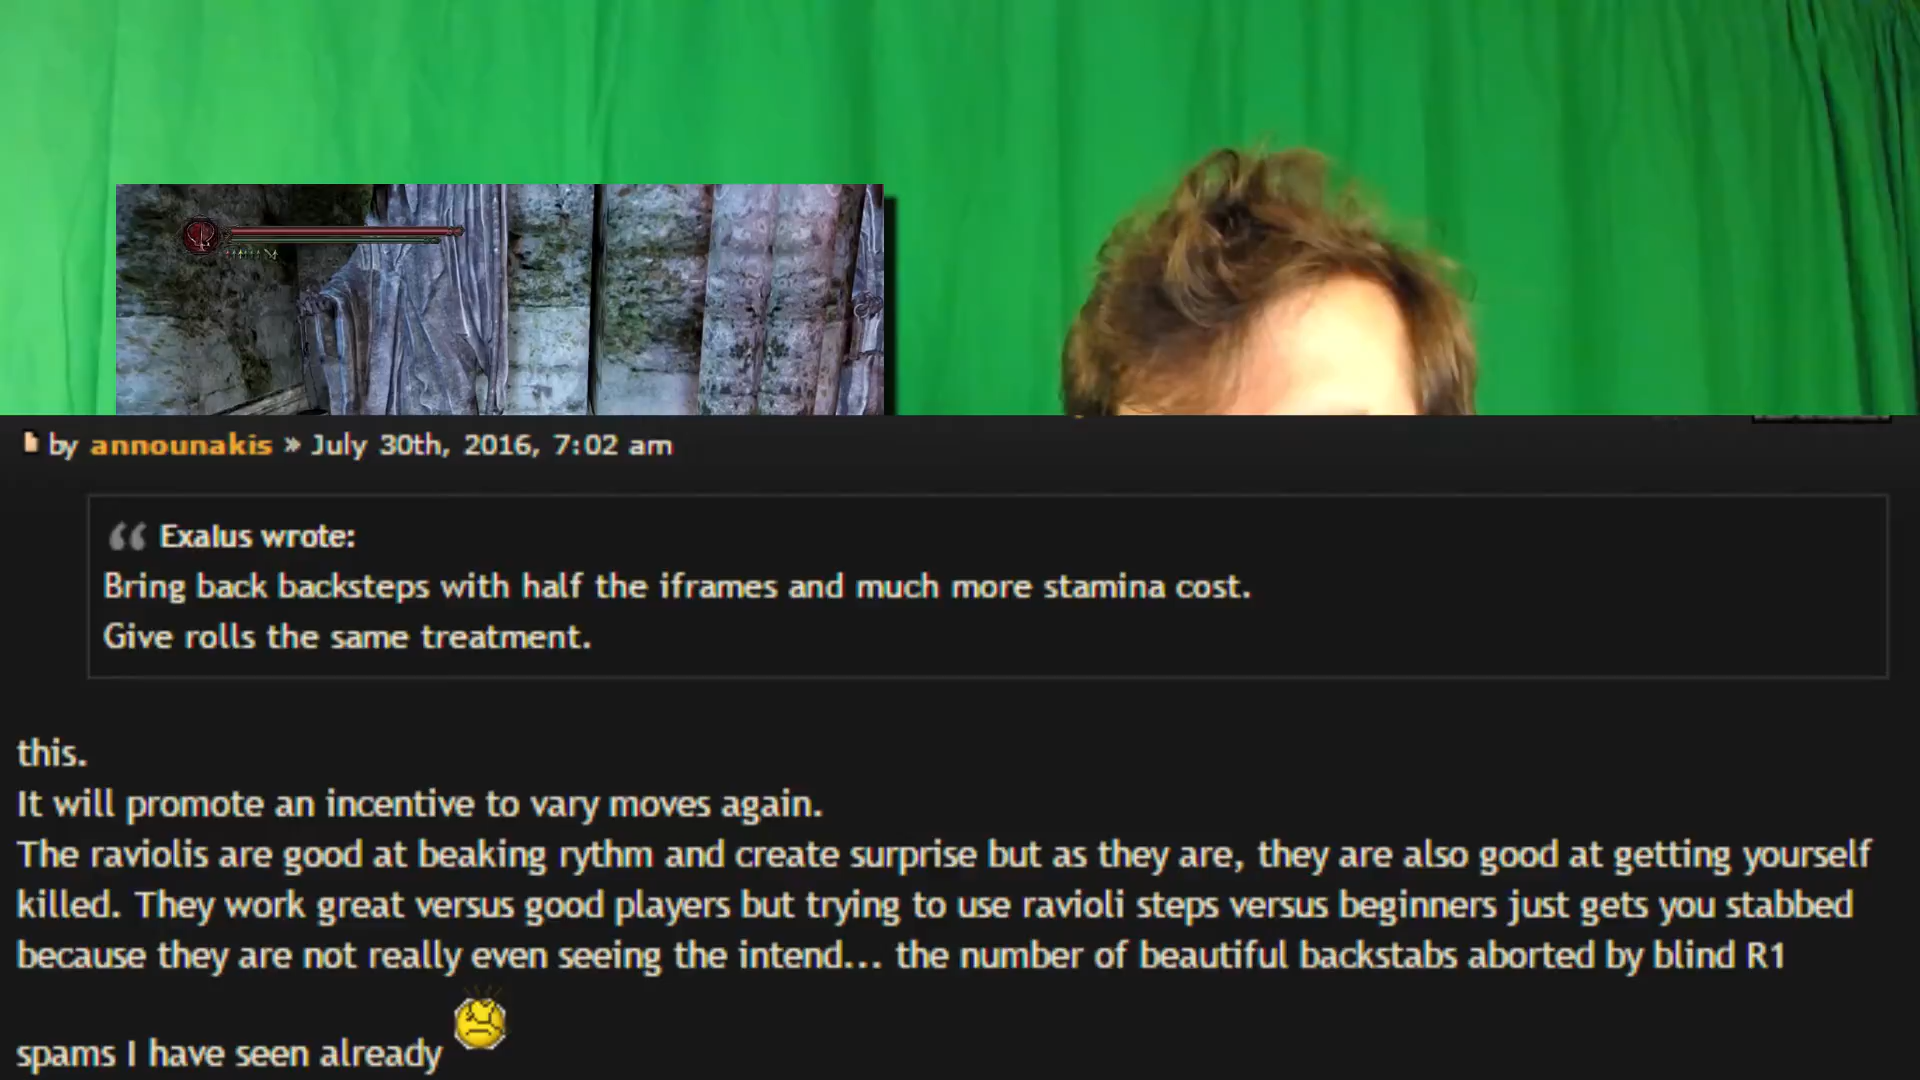 by announakis » July 30th, 2016, 7:02 am
Exalus wrote:
Bring back backsteps with half the iframes and much more stamina cost.
Give rolls the same treatment.
this.
It will promote an incentive to vary moves again.
The raviolis are good at beaking rythm and create surprise but as they are, they are also good at getting yourself
killed. They work great versus good players but trying to use ravioli steps versus beginners just gets you stabbed
because they are not really even seeing the intend... the number of beautiful backstabs aborted by blind R1
spams I have seen already